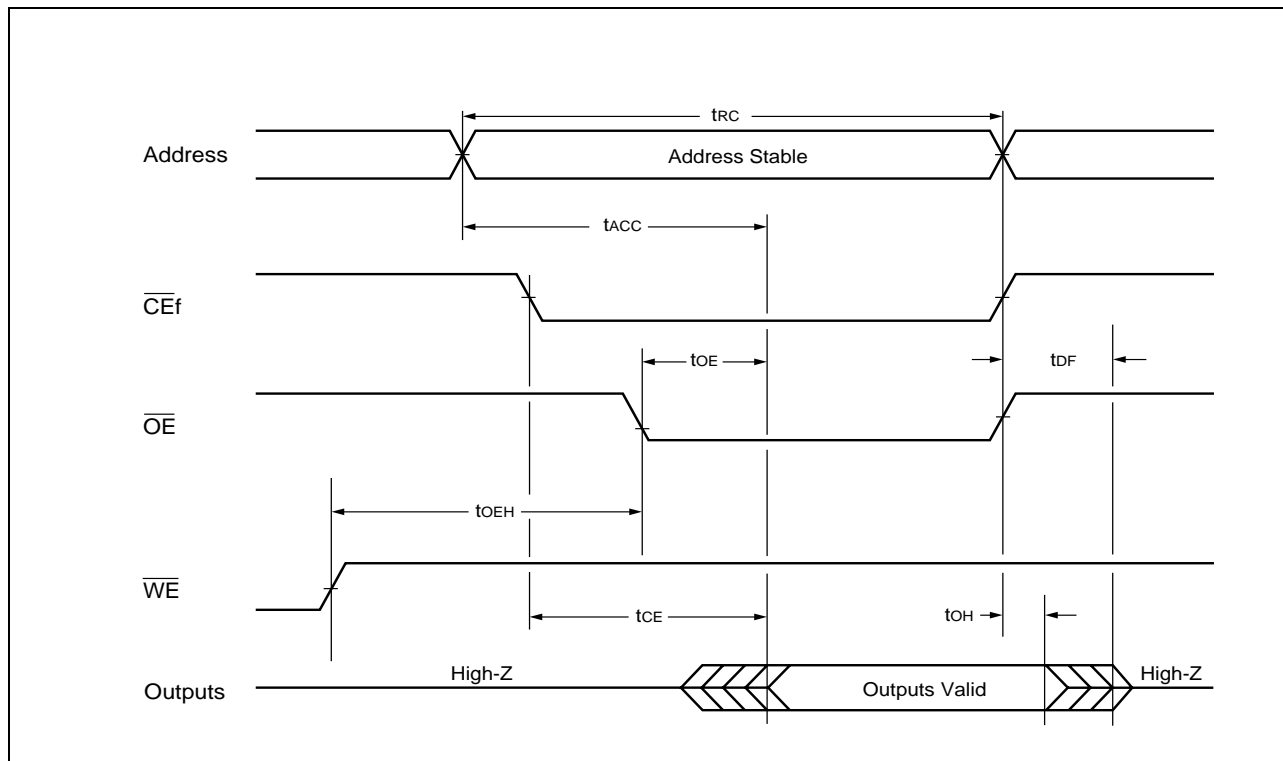 tRC
Address
Address Stable
tACC
CEf
tOE
tDF
OE
tOEH
WE
tCE
tOH
High-Z
Outputs
Outputs Valid
High-Z